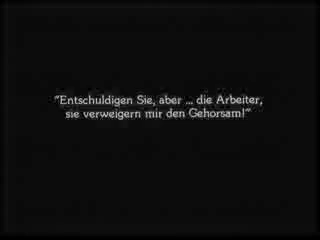 "Entschuldigen Sie, aber ... die Arbeiter,
sie verweigern mir den Gehorsam!"